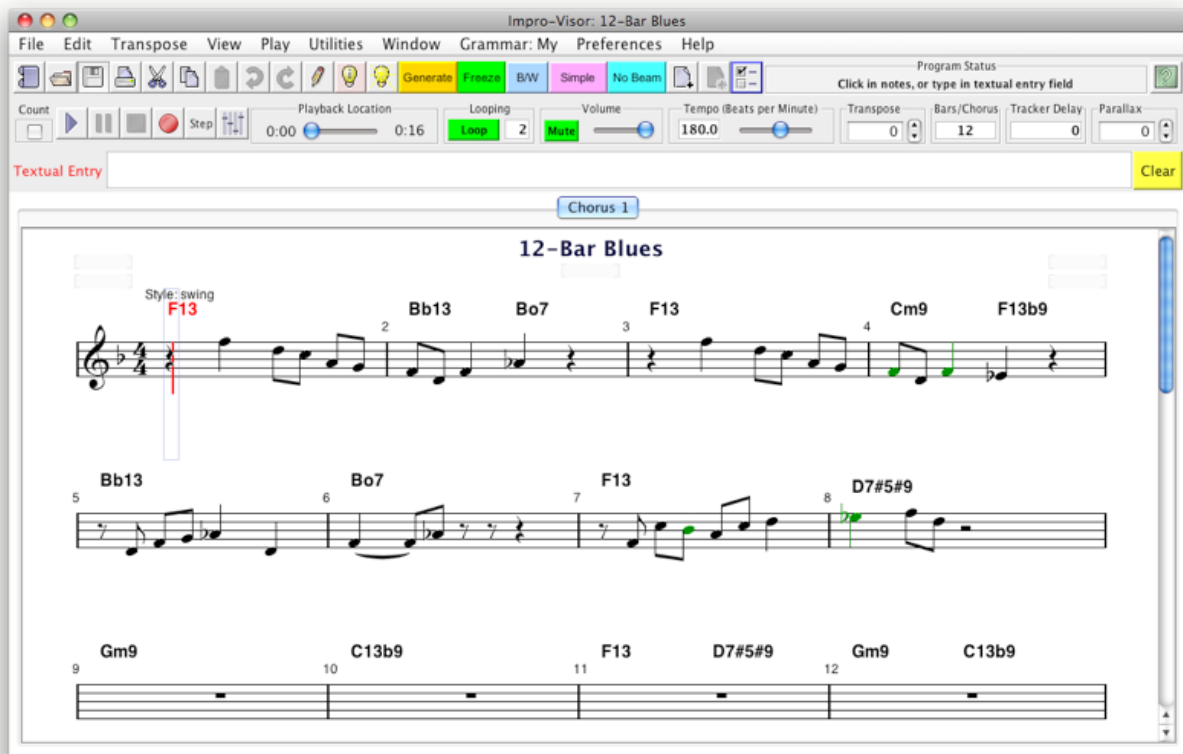 Impro-Visor: 12-Bar Blues
File Edit Transpose View Play Utilities Window Grammar: My Preferences Help
Generate Freeze B/W Simple No Beam
Program Status
Click in notes, or type in textual entry field
Count Playback Location Looping Volume Tempo (Beats per Minute) Transpose Bars/Chorus Tracker Delay Parallax
Step 0:00 0:16 Loop 2 Mute 180.0 0 12 0 0
Textual Entry Clear
Chorus 1
12-Bar Blues
Style: swing
F13 Bb13 Bo7 F13 Cm9 F13b9
2 3 4
4
4
Bb13 Bo7 F13 D7#5#9
5 6 7 8
Gm9 C13b9 F13 D7#5#9 Gm9 C13b9
9 10 11 12